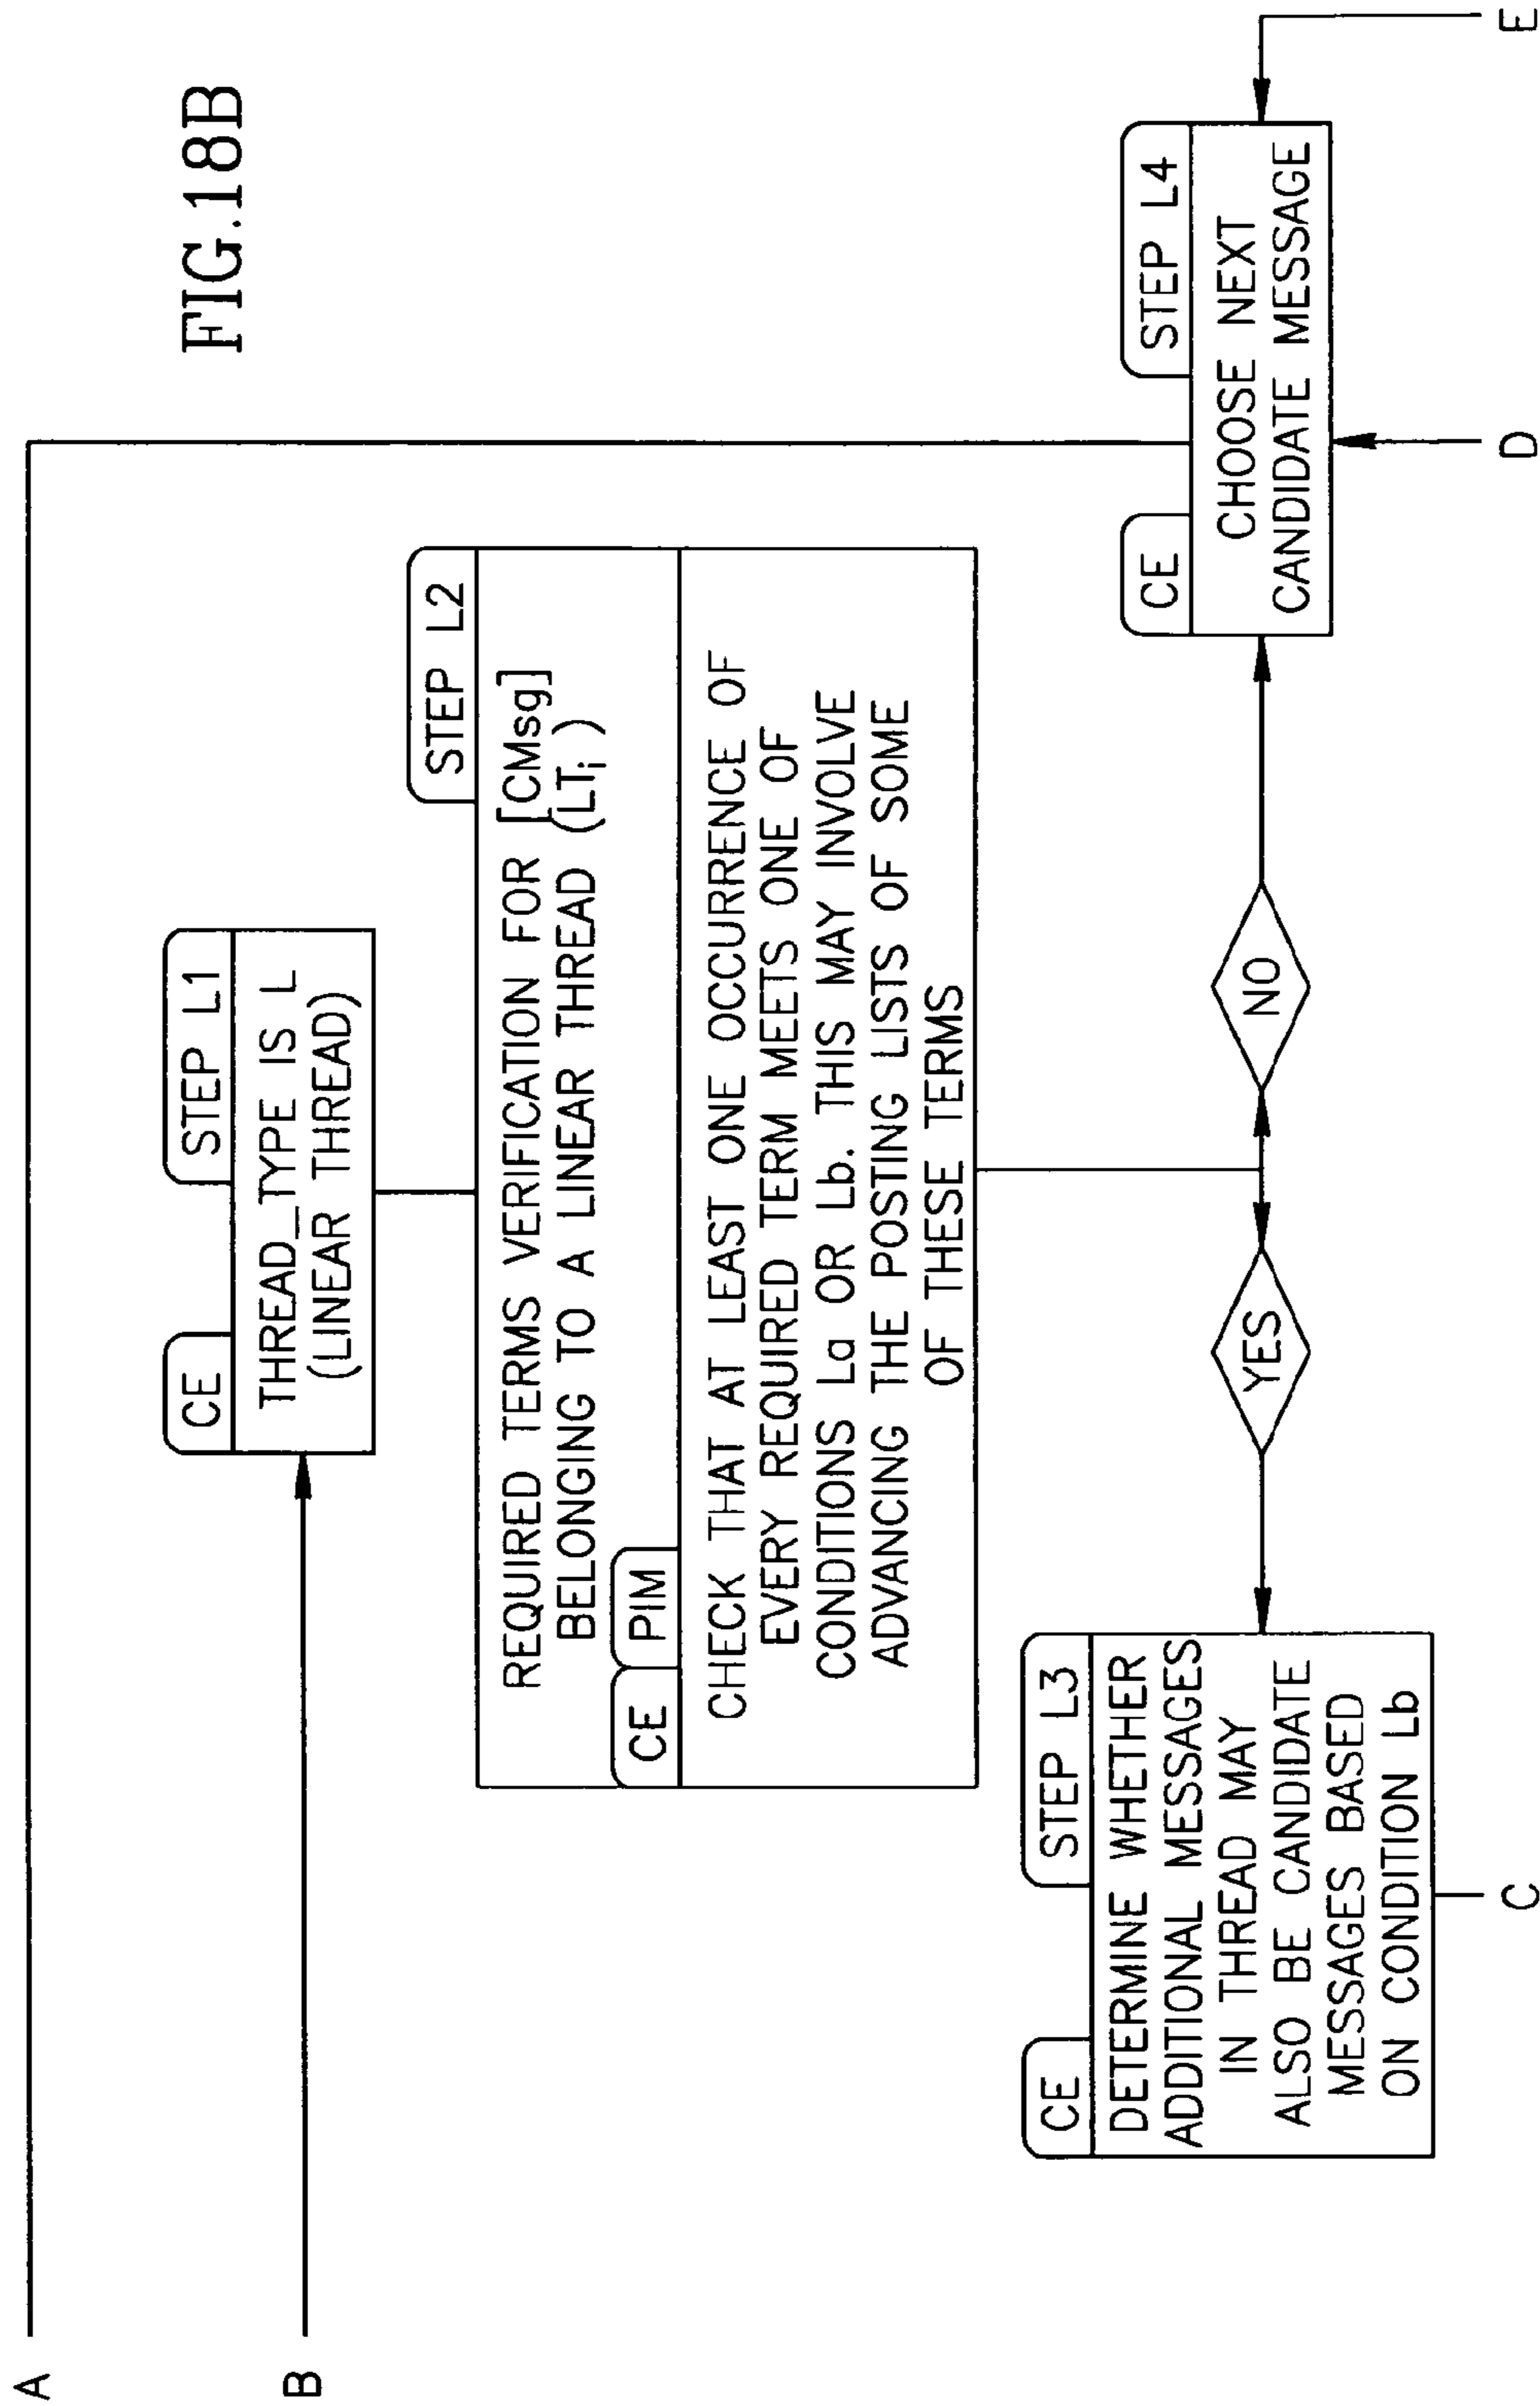 FIG.18B
A
B
CE
STEP L1
THREAD_TYPE IS L
(LINEAR THREAD)
STEP L2
REQUIRED TERMS VERIFICATION FOR [CMsg]
BELONGING TO A LINEAR THREAD (LTi)
CE
PIM
CHECK THAT AT LEAST ONE OCCURRENCE OF
EVERY REQUIRED TERM MEETS ONE OF
CONDITIONS La OR Lb. THIS MAY INVOLVE
ADVANCING THE POSTING LISTS OF SOME
OF THESE TERMS
YES
NO
CE
STEP L3
DETERMINE WHETHER
ADDITIONAL MESSAGES
IN THREAD MAY
ALSO BE CANDIDATE
MESSAGES BASED
ON CONDITION Lb
CE
STEP L4
CHOOSE NEXT
CANDIDATE MESSAGE
C
D
E